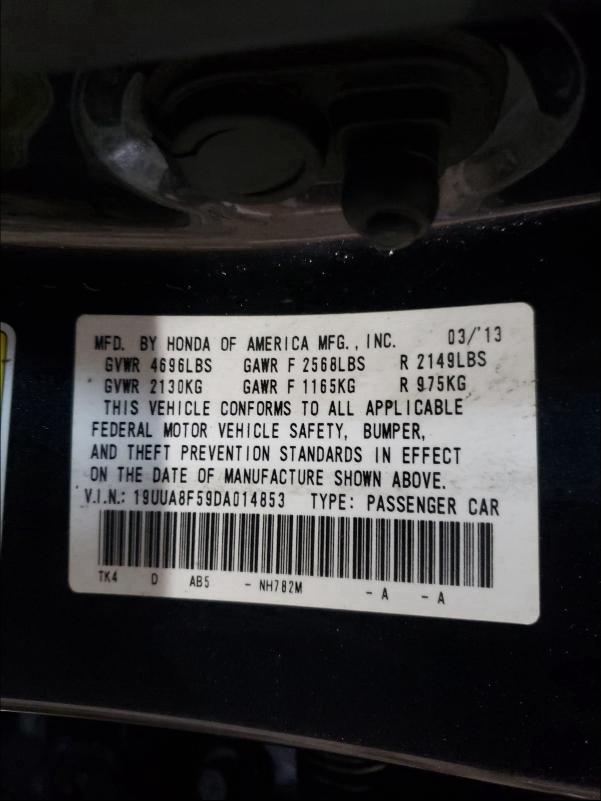 MFD. BY HONDA OF AMERICA MFG., INC. 03/'13
GVWR 4696LBS GAWR F 2568LBS R 2149LBS
GVWR 2130KG GAWR F 1165KG R 975KG
THIS VEHICLE CONFORMS TO ALL APPLICABLE
FEDERAL MOTOR VEHICLE SAFETY, BUMPER,
AND THEFT PREVENTION STANDARDS IN EFFECT
ON THE DATE OF MANUFACTURE SHOWN ABOVE.
V.I.N.: 19UUA8F59DA014853 TYPE: PASSENGER CAR
TK4 D AB5 - NH782M - A - A